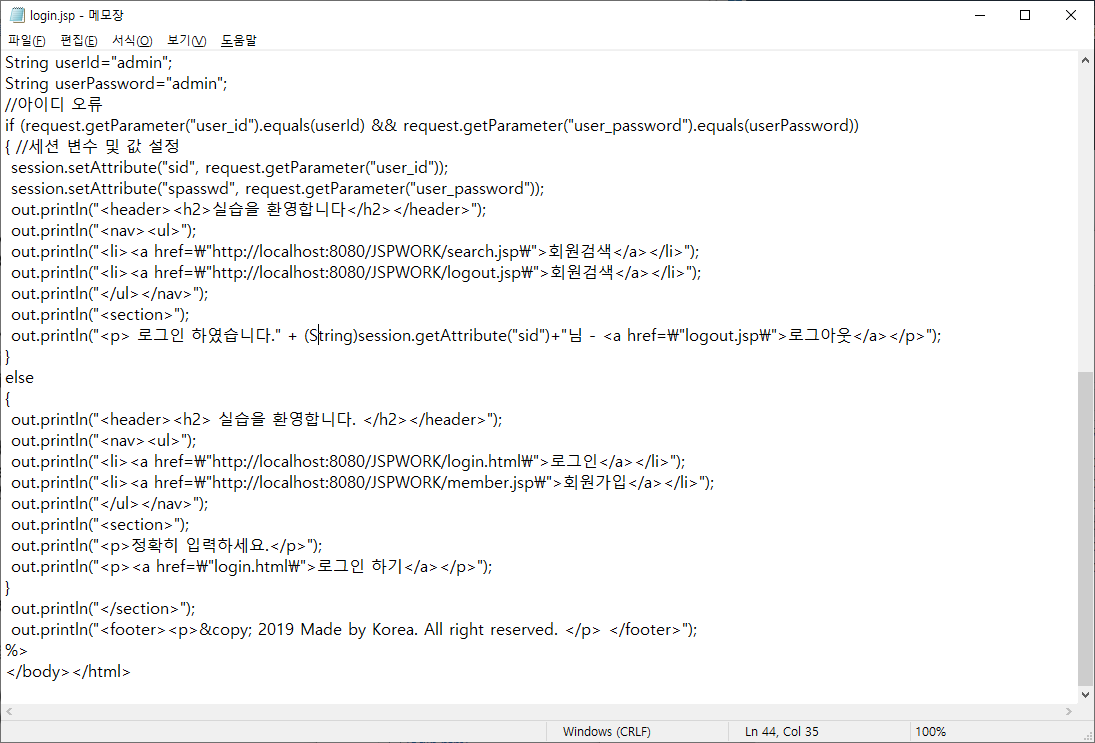 login.jsp - 메모장
파일(F) 편집(E) 서식(O) 보기(V) 도움말
String userId="admin";
String userPassword="admin";
//아이디 오류
if (request.getParameter("user_id").equals(userId) && request.getParameter("user_password").equals(userPassword))
{ //세션 변수 및 값 설정
 session.setAttribute("sid", request.getParameter("user_id"));
 session.setAttribute("spasswd", request.getParameter("user_password"));
 out.println("<header><h2>실습을 환영합니다</h2></header>");
 out.println("<nav><ul>");
 out.println("<li><a href=₩"http://localhost:8080/JSPWORK/search.jsp₩">회원검색</a></li>");
 out.println("<li><a href=₩"http://localhost:8080/JSPWORK/logout.jsp₩">회원검색</a></li>");
 out.println("</ul></nav>");
 out.println("<section>");
 out.println("<p> 로그인 하였습니다." + (String)session.getAttribute("sid")+"님 - <a href=₩"logout.jsp₩">로그아웃</a></p>");
}
else
{
 out.println("<header><h2> 실습을 환영합니다. </h2></header>");
 out.println("<nav><ul>");
 out.println("<li><a href=₩"http://localhost:8080/JSPWORK/login.html₩">로그인</a></li>");
 out.println("<li><a href=₩"http://localhost:8080/JSPWORK/member.jsp₩">회원가입</a></li>");
 out.println("</ul></nav>");
 out.println("<section>");
 out.println("<p>정확히 입력하세요.</p>");
 out.println("<p><a href=₩"login.html₩">로그인 하기</a></p>");
}
 out.println("</section>");
 out.println("<footer><p>&copy; 2019 Made by Korea. All right reserved. </p> </footer>");
%>
</body></html>
Windows (CRLF) Ln 44, Col 35 100%